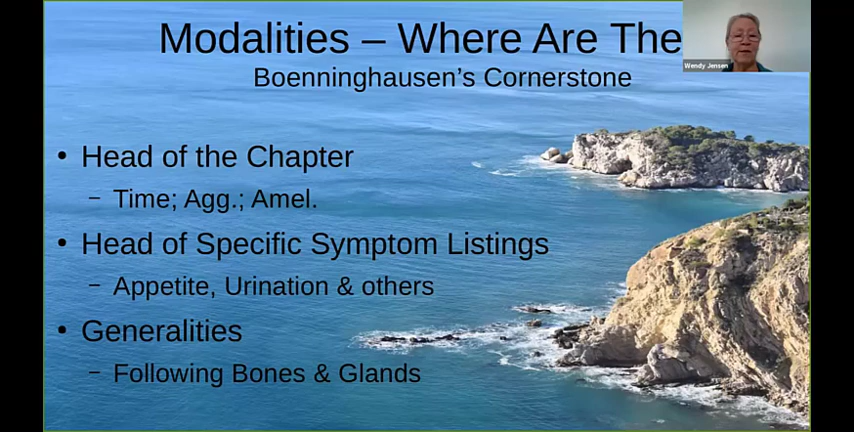 Modalities – Where Are The
Boenninghausen's Cornerstone
Wendy Jensen
• Head of the Chapter
– Time; Agg.; Amel.
• Head of Specific Symptom Listings
– Appetite, Urination & others
• Generalities
– Following Bones & Glands